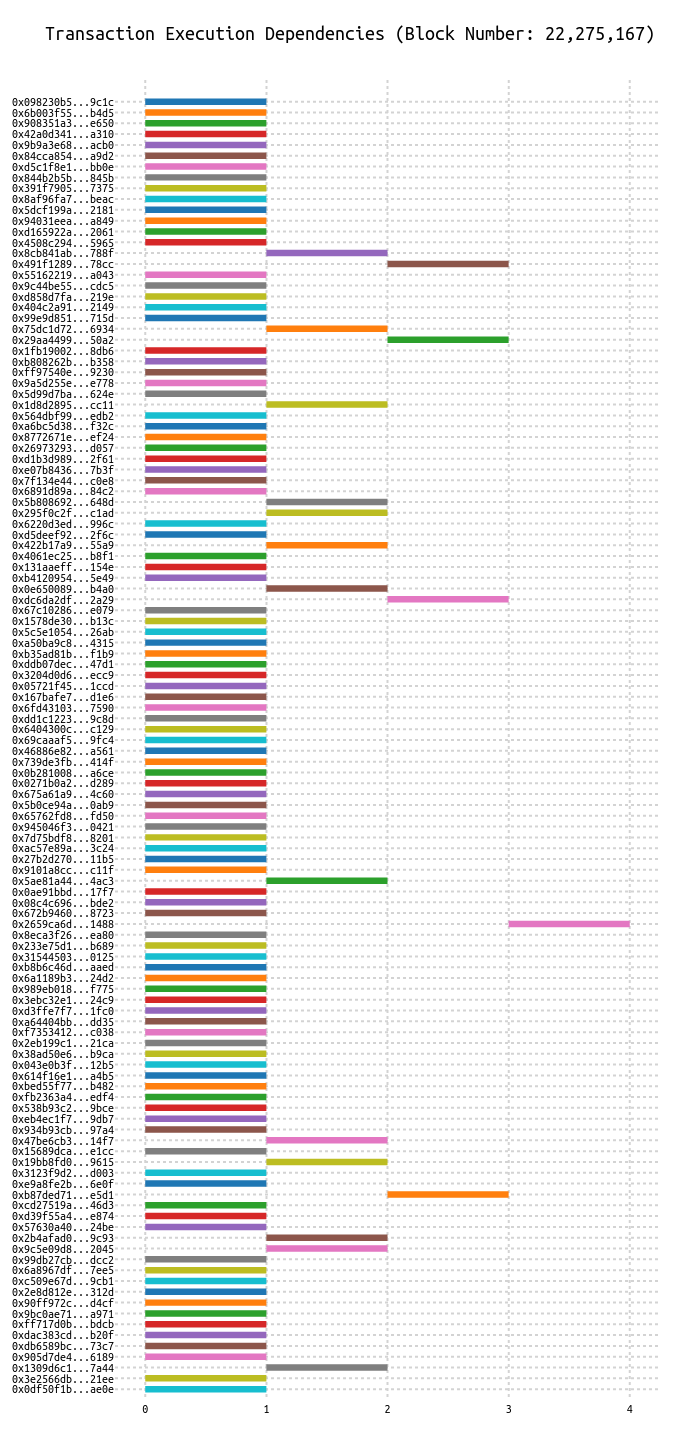 Transaction Execution Dependencies (Block Number: 22,275,167)
0x098230b5...9c1c
0x6b003f55...b4d5
0x908351a3...e650
0x42a0d341...a310
0x9b9a3e68...acb0
0x84cca854...a9d2
0xd5c1f8e1...bb0e
0x844b2b5b...845b
0x391f7905...7375
0x8af96fa7...beac
0x5dcf199a...2181
0x94031eea...a849
0xd165922a...2061
0x4508c294...5965
0x8cb841ab...788f
0x491f1289...78cc
0x55162219...a043
0x9c44be55...cdc5
0xd858d7fa...219e
0x404c2a91...2149
0x99e9d851...715d
0x75dc1d72...6934
0x29aa4499...50a2
0x1fb19002...8db6
0xb808262b...b358
0xff97540e...9230
0x9a5d255e...e778
0x5d99d7ba...624e
0x1d8d2895...cc11
0x564dbf99...edb2
0xa6bc5d38...f32c
0x8772671e...ef24
0x26973293...d057
0xd1b3d989...2f61
0xe07b8436...7b3f
0x7f134e44...c0e8
0x6891d89a...84c2
0x5b808692...648d
0x295f0c2f...c1ad
0x6220d3ed...996c
0xd5deef92...2f6c
0x422b17a9...55a9
0x4061ec25...b8f1
0x131aaeff...154e
0xb4120954...5e49
0x0e650089...b4a0
0xdc6da2df...2a29
0x67c10286...e079
0x1578de30...b13c
0x5c5e1054...26ab
0xa50ba9c8...4315
0xb35ad81b...f1b9
0xddb07dec...47d1
0x3204d0d6...ecc9
0x05721f45...1ccd
0x167bafe7...d1e6
0x6fd43103...7590
0xdd1c1223...9c8d
0x6404300c...c129
0x69caaaf5...9fc4
0x46886e82...a561
0x739de3fb...414f
0x0b281008...a6ce
0x0271b0a2...d289
0x675a61a9...4c60
0x5b0ce94a...0ab9
0x65762fd8...fd50
0x945046f3...0421
0x7d75bdf8...8201
0xac57e89a...3c24
0x27b2d270...11b5
0x9101a8cc...c11f
0x5ae81a44...4ac3
0x0ae91bbd...17f7
0x08c4c696...bde2
0x672b9460...8723
0x2659ca6d...1488
0x8eca3f26...ea80
0x233e75d1...b689
0x31544503...0125
0xb8b6c46d...aaed
0x6a1189b3...24d2
0x989eb018...f775
0x3ebc32e1...24c9
0xd3ffe7f7...1fc0
0xa64404bb...dd35
0xf7353412...c038
0x2eb199c1...21ca
0x38ad50e6...b9ca
0x043e0b3f...12b5
0x614f16e1...a4b5
0xbed55f77...b482
0xfb2363a4...edf4
0x538b93c2...9bce
0xeb4ec1f7...9db7
0x934b93cb...97a4
0x47be6cb3...14f7
0x15689dca...e1cc
0x19bb8fd0...9615
0x3123f9d2...d003
0xe9a8fe2b...6e0f
0xb87ded71...e5d1
0xcd27519a...46d3
0xd39f55a4...e874
0x57630a40...24be
0x2b4afad0...9c93
0x9c5e09d8...2045
0x99db27cb...dcc2
0x6a8967df...7ee5
0xc509e67d...9cb1
0x2e8d812e...312d
0x90ff972c...d4cf
0x9bc0ae71...a971
0xff717d0b...bdcb
0xdac383cd...b20f
0xdb6589bc...73c7
0x905d7de4...6189
0x1309d6c1...7a44
0x3e2566db...21ee
0x0df50f1b...ae0e
0 1 2 3 4